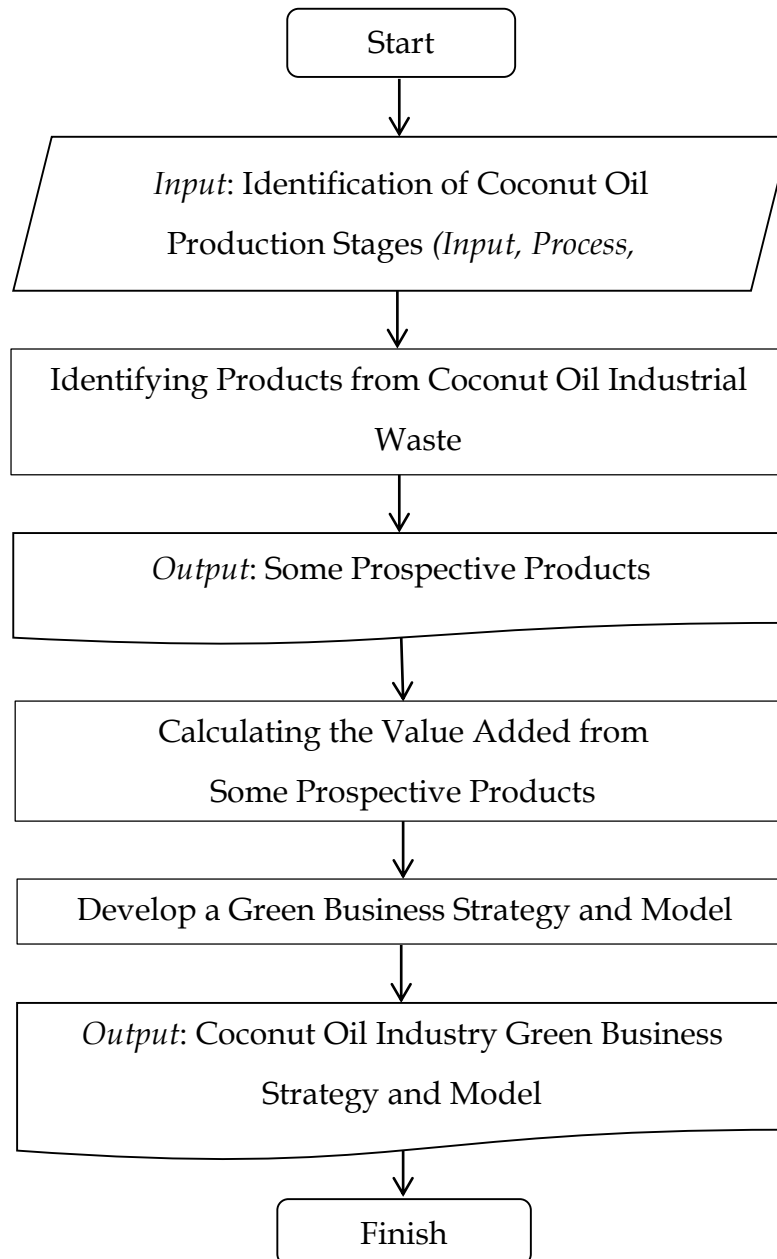 Start
Input: Identification of Coconut Oil
Production Stages (Input, Process,
Identifying Products from Coconut Oil Industrial
Waste
Output: Some Prospective Products
Calculating the Value Added from
Some Prospective Products
Develop a Green Business Strategy and Model
Output: Coconut Oil Industry Green Business
Strategy and Model
Finish